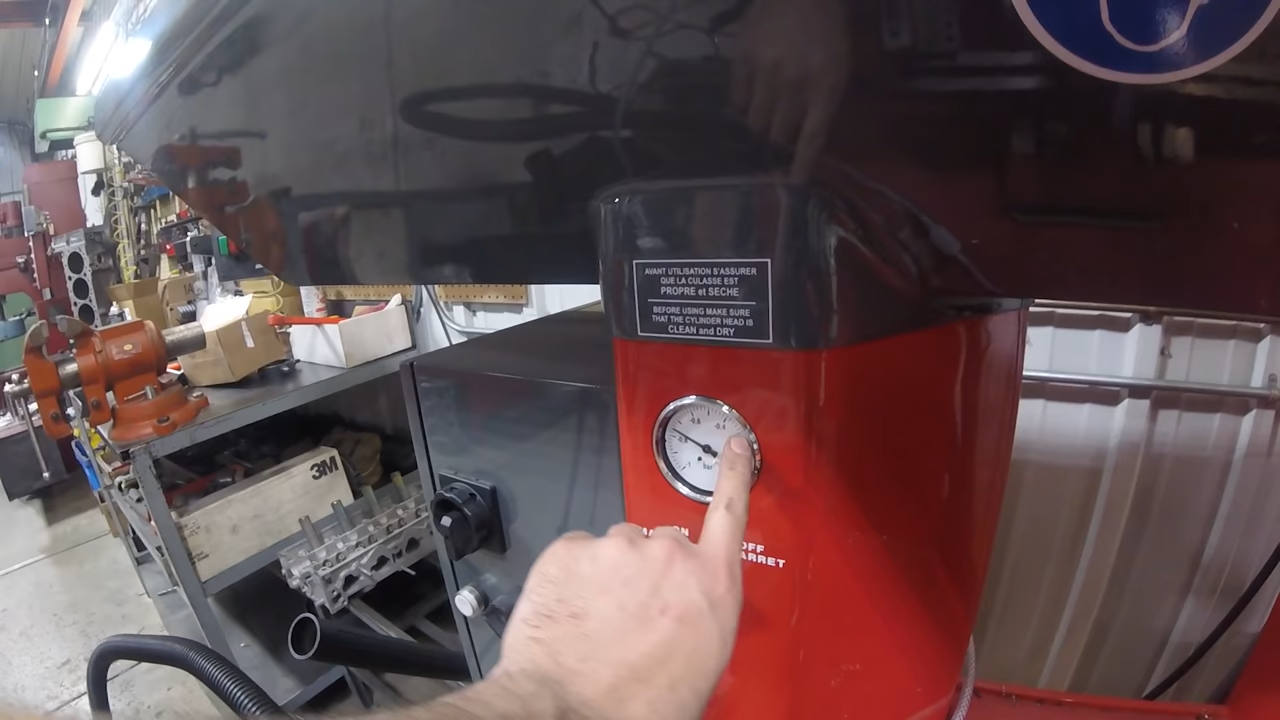 AVANT UTILISATION S'ASSURER
QUE LA CULASSE EST
PROPRE et SECHE
BEFORE USING MAKE SURE
THAT THE CYLINDER HEAD IS
CLEAN and DRY
3M
bar
OFF
ARRET